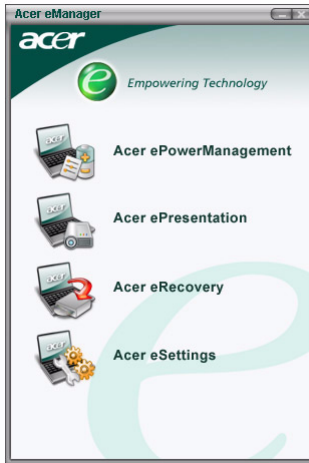 Acer eManager
acer
e Empowering Technology
Acer ePowerManagement
Acer ePresentation
Acer eRecovery
Acer eSettings